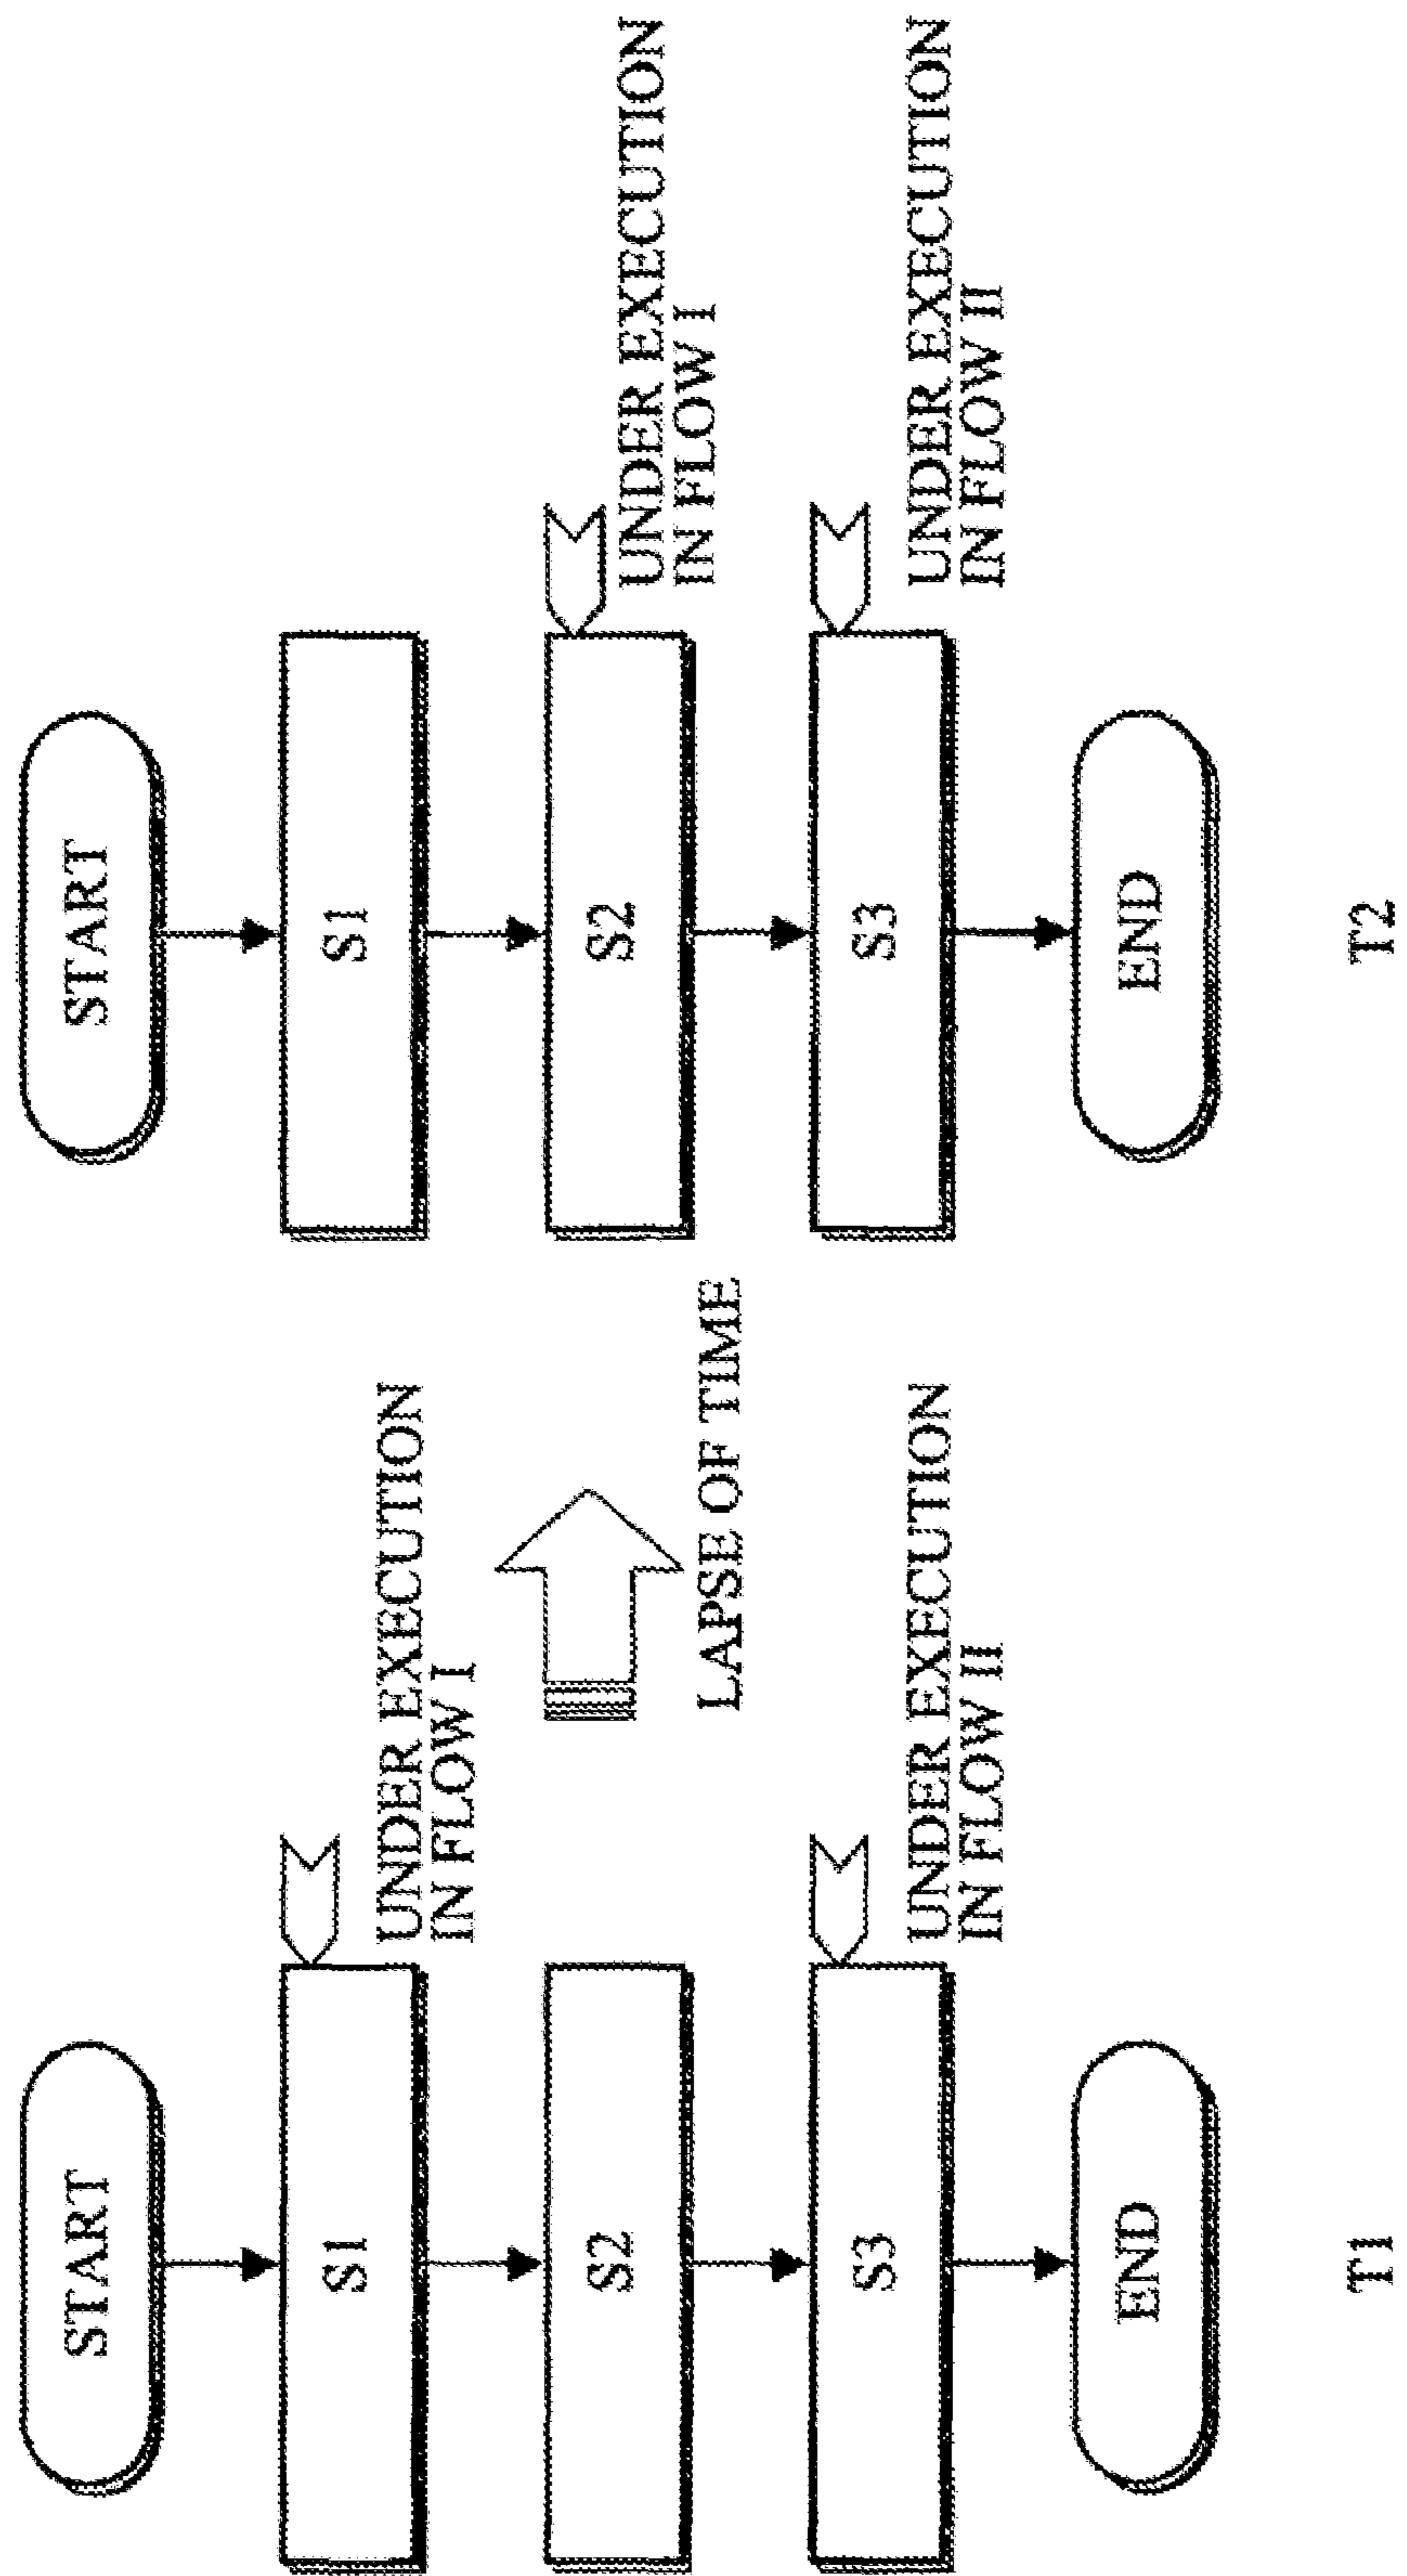 START
S1
UNDER EXECUTION
IN FLOW I
S2
S3
UNDER EXECUTION
IN FLOW II
END
T1
LAPSE OF TIME
START
S1
S2
UNDER EXECUTION
IN FLOW I
S3
UNDER EXECUTION
IN FLOW II
END
T2